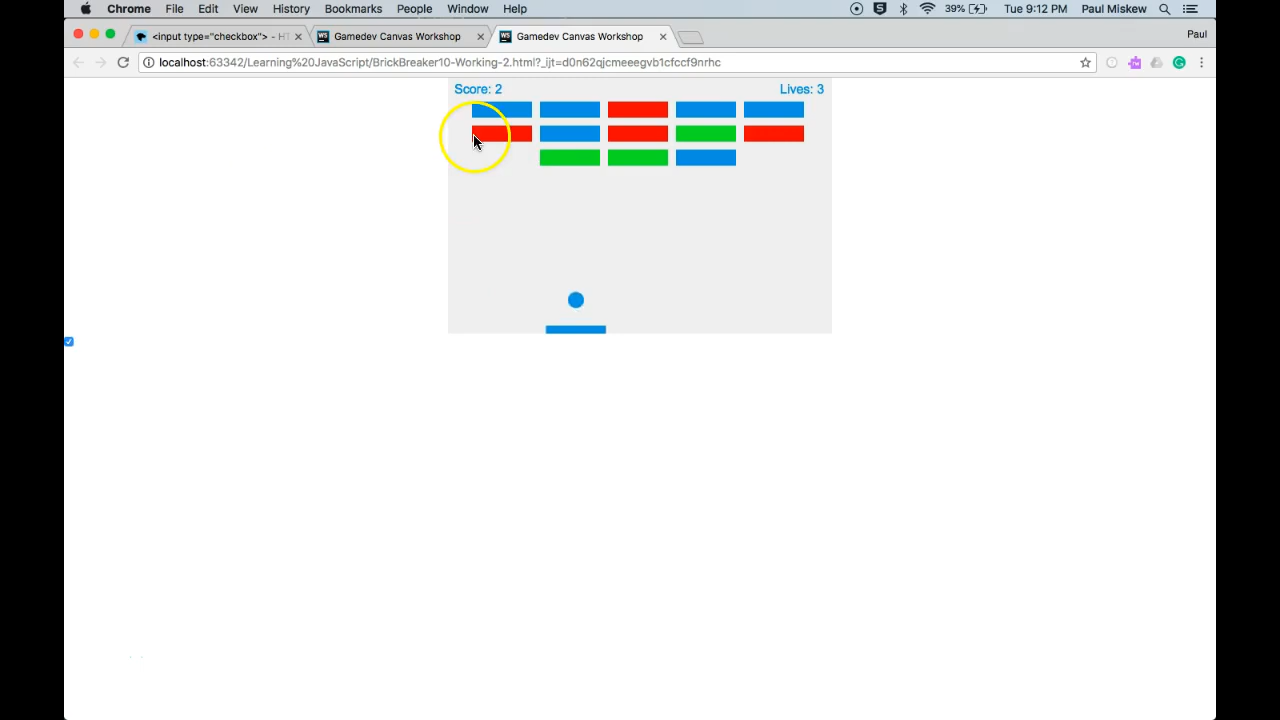 Chrome File Edit View History Bookmarks People Window Help 39% Tue 9:12 PM Paul Miskew
<input type="checkbox"> - HT Gamedev Canvas Workshop Gamedev Canvas Workshop Paul
localhost:63342/Learning%20JavaScript/BrickBreaker10-Working-2.html?_ijt=d0n62qjcmeeegvb1cfccf9nrhc
Score: 2 Lives: 3